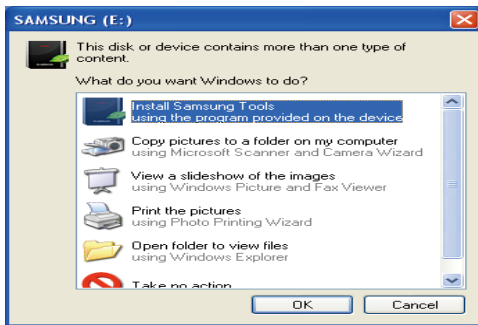 SAMSUNG (E:)
This disk or device contains more than one type of
content.
What do you want Windows to do?
Install Samsung Tools
using the program provided on the device
Copy pictures to a folder on my computer
using Microsoft Scanner and Camera Wizard
View a slideshow of the images
using Windows Picture and Fax Viewer
Print the pictures
using Photo Printing Wizard
Open folder to view files
using Windows Explorer
Take no action
OK
Cancel